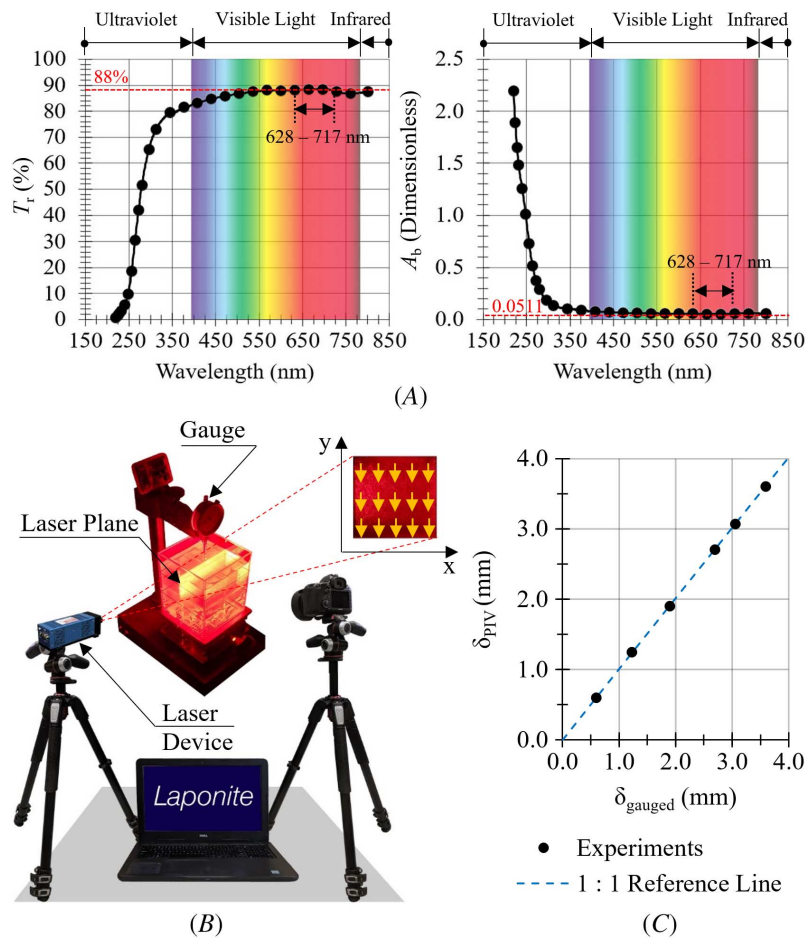 Ultraviolet Visible Light Infrared
88%
628 – 717 nm
100
90
80
70
60
50
40
30
20
10
0
150 250 350 450 550 650 750 850
Tr (%)
Wavelength (nm)
Ultraviolet Visible Light Infrared
2.5
2.0
1.5
1.0
0.5
0.0
628 – 717 nm
0.0511
150 250 350 450 550 650 750 850
Ab (Dimensionless)
Wavelength (nm)
(A)
Gauge
Laser Plane
y
x
Laser
Device
Laponite
DELL
(B)
4.0
3.0
2.0
1.0
0.0
0.0 1.0 2.0 3.0 4.0
δPIV (mm)
δgauged (mm)
Experiments
1 : 1 Reference Line
(C)